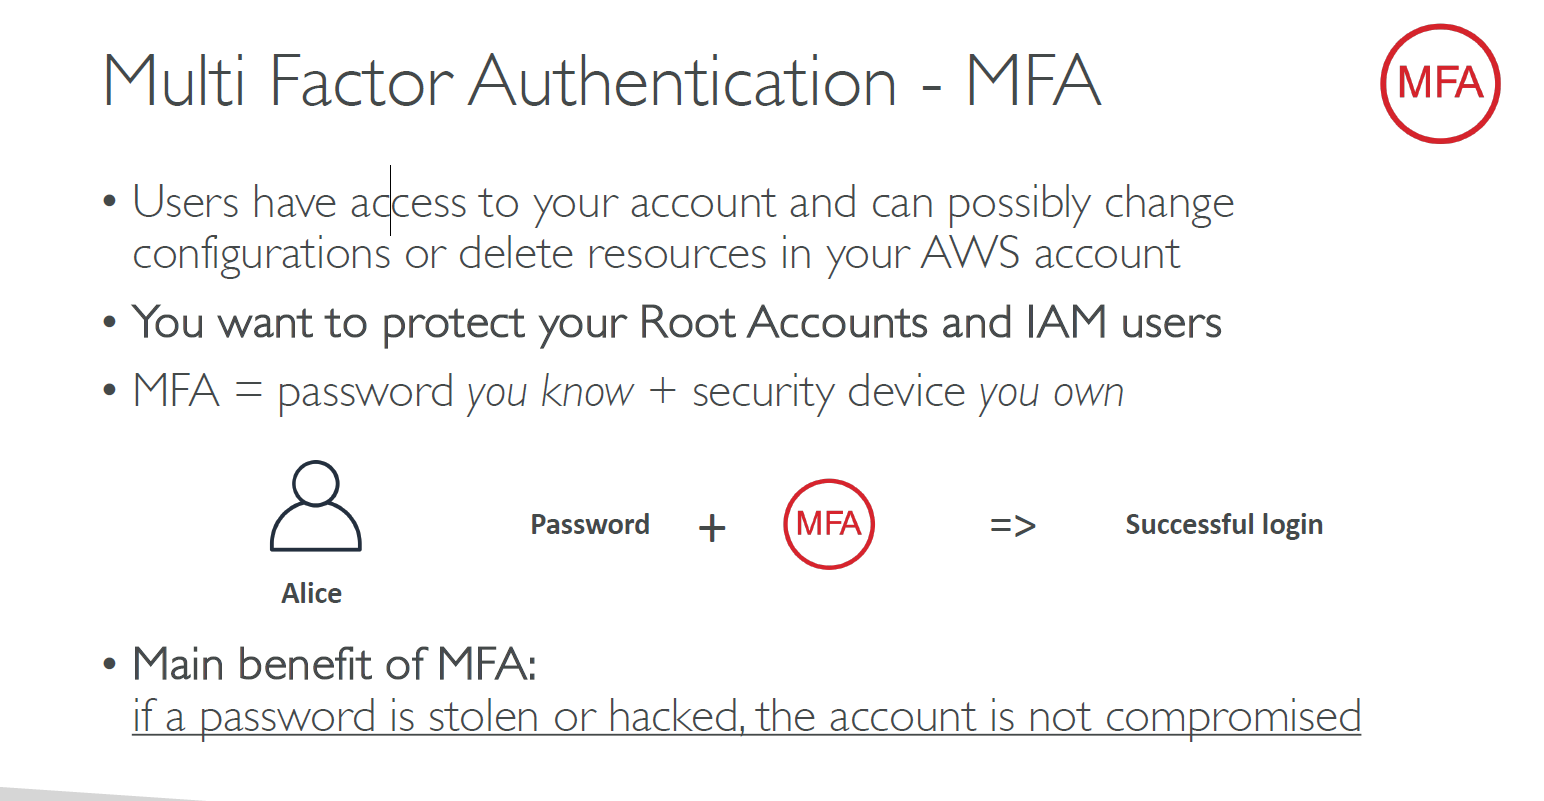 Multi Factor Authentication - MFA
MFA
• Users have access to your account and can possibly change
configurations or delete resources in your AWS account
• You want to protect your Root Accounts and IAM users
• MFA = password you know + security device you own
Password + MFA => Successful login
Alice
• Main benefit of MFA:
if a password is stolen or hacked, the account is not compromised